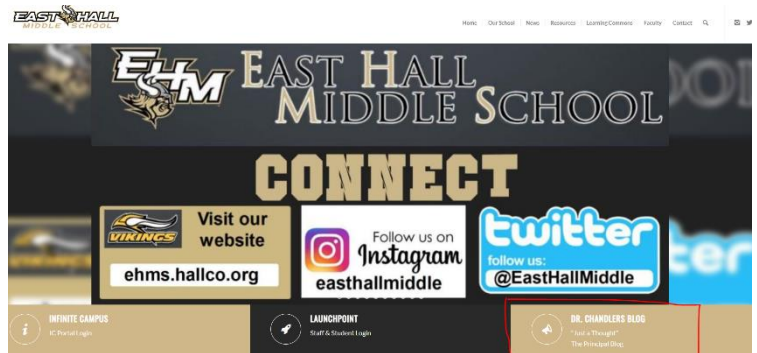 EAST HALL
MIDDLE SCHOOL
Home Our School News Resources Learning Commons Faculty Contact
EHM EAST HALL
MIDDLE SCHOOL
CONNECT
VIKINGS
Visit our
website
ehms.hallco.org
Follow us on
Instagram
easthallmiddle
twitter
follow us:
@EastHallMiddle
INFINITE CAMPUS
IC Portal Login
LAUNCHPOINT
Staff & Student Login
DR. CHANDLERS BLOG
"Just a Thought"
The Principal Blog